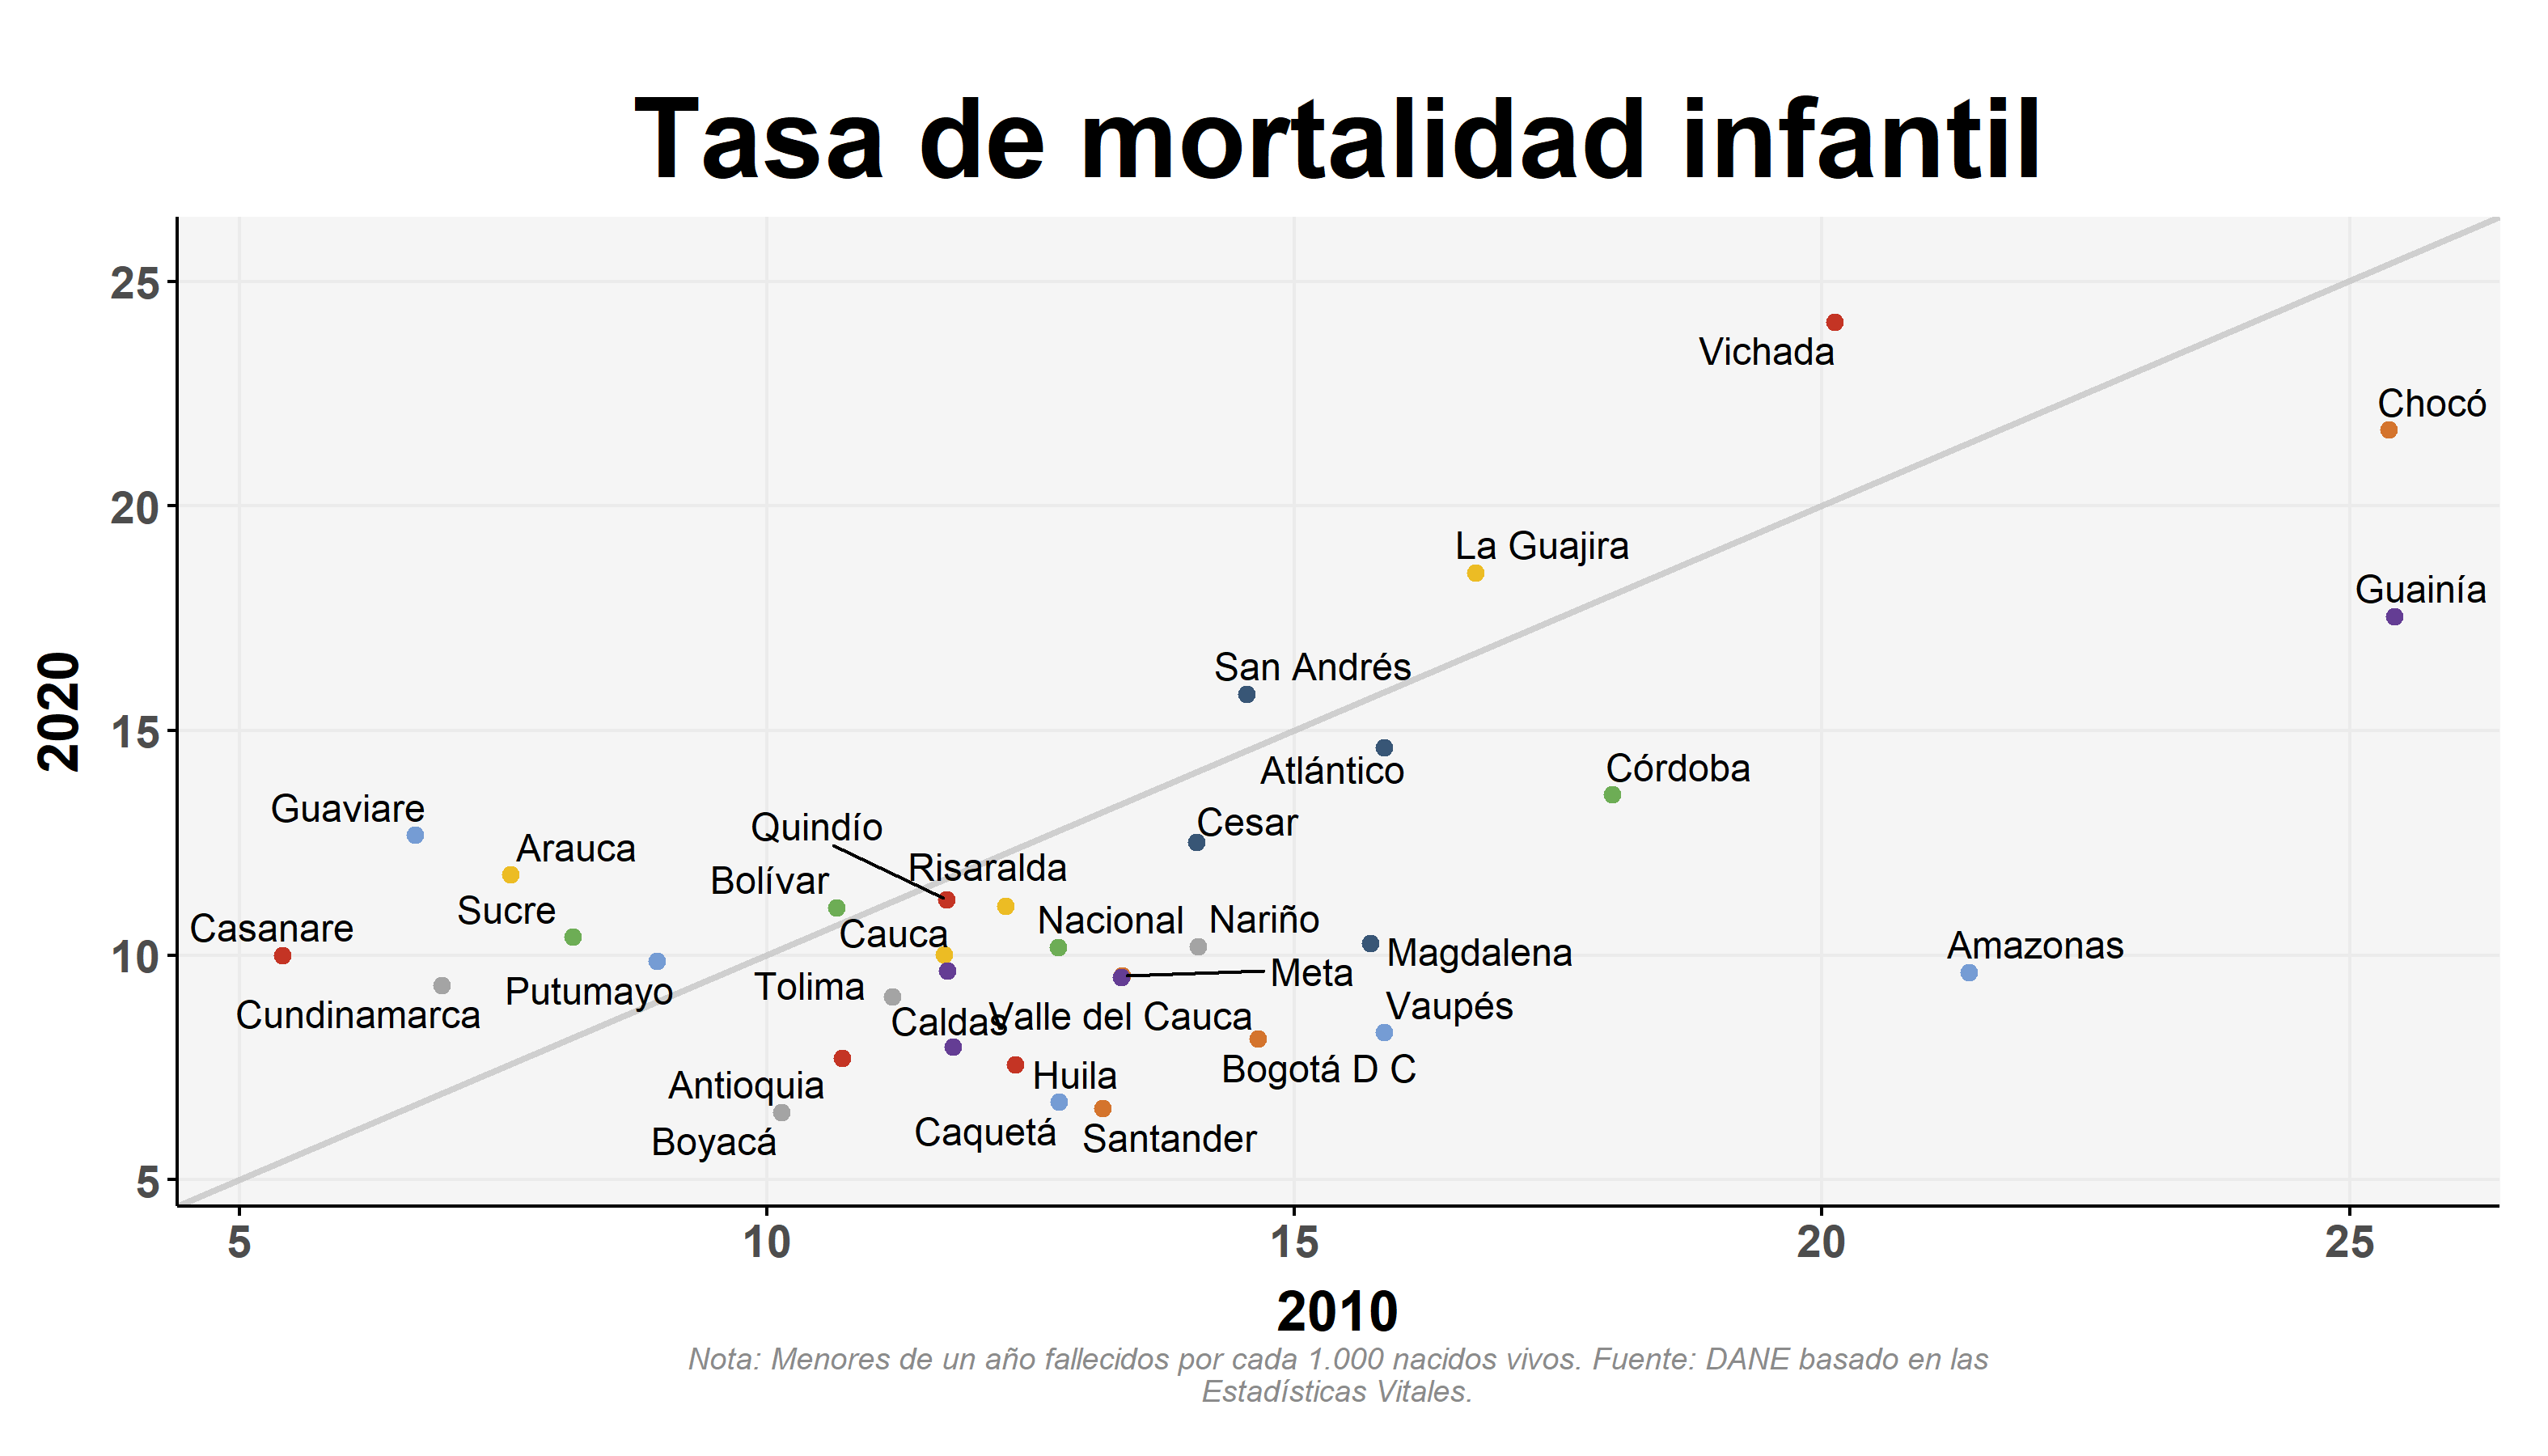 Tasa de mortalidad infantil
25
Vichada
Chocó
20
La Guajira
Guainía
San Andrés
2020
15
Atlántico
Córdoba
Guaviare
Quindío
Cesar
Arauca
Risaralda
Bolívar
Sucre
Casanare
Cauca
Nacional
Nariño
10
Magdalena
Amazonas
Cundinamarca
Putumayo
Tolima
Meta
Caldas
Valle del Cauca
Vaupés
Antioquia
Huila
Bogotá D C
Boyacá
Caquetá
Santander
5
5 10 15 20 25
2010
Nota: Menores de un año fallecidos por cada 1.000 nacidos vivos. Fuente: DANE basado en las
Estadísticas Vitales.